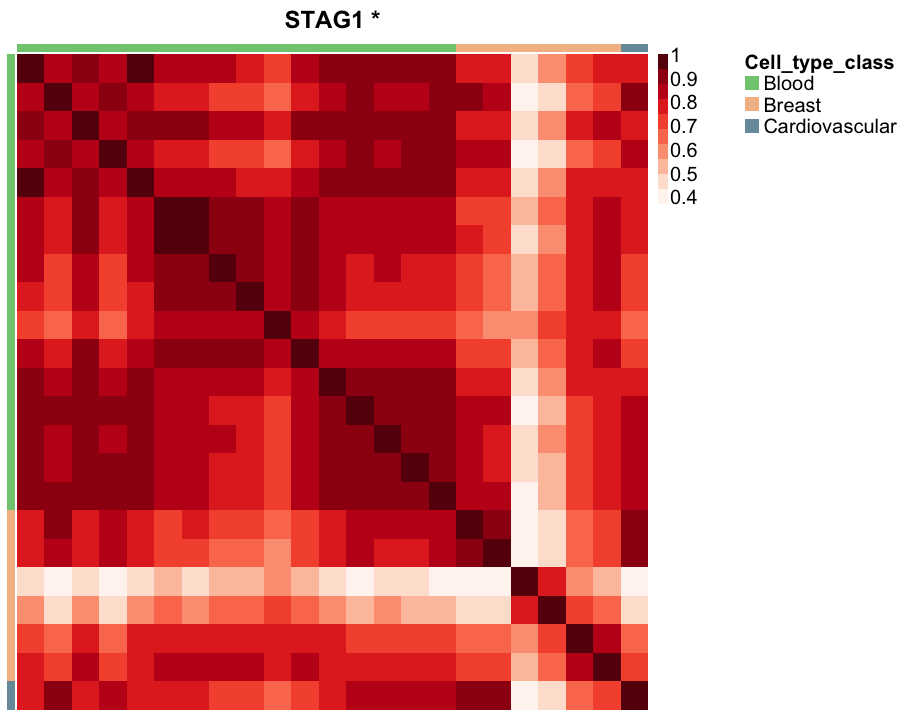 STAG1 *
1
0.9
0.8
0.7
0.6
0.5
0.4
Cell_type_class
Blood
Breast
Cardiovascular